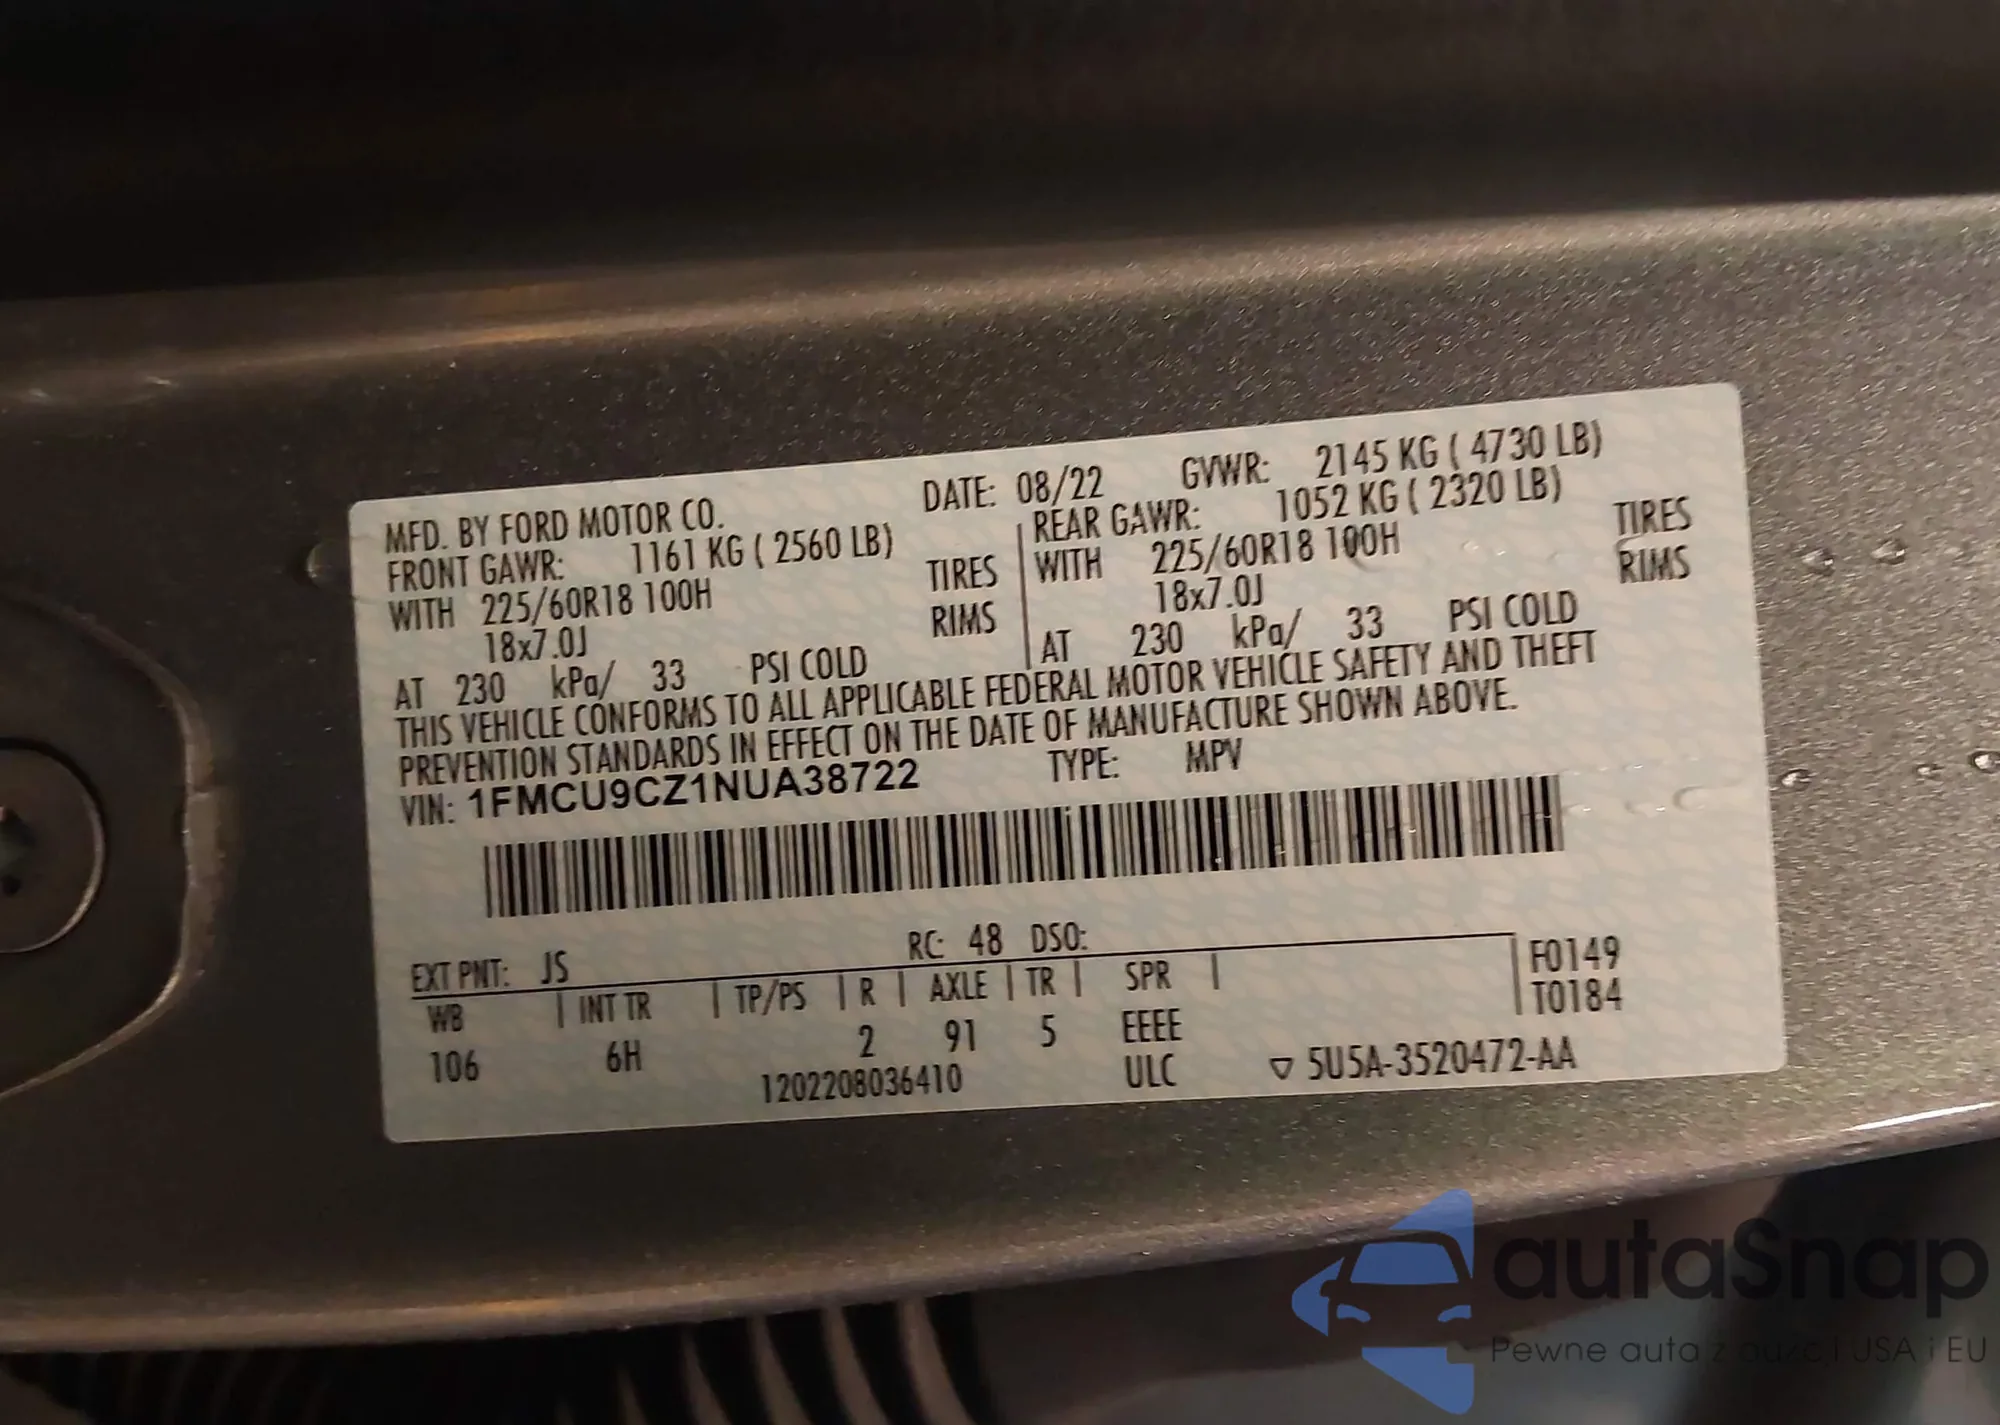 MFD. BY FORD MOTOR CO. DATE: 08/22 GVWR: 2145 KG ( 4730 LB)
FRONT GAWR: 1161 KG ( 2560 LB) REAR GAWR: 1052 KG ( 2320 LB)
WITH 225/60R18 100H TIRES WITH 225/60R18 100H TIRES
18x7.0J RIMS 18x7.0J RIMS
AT 230 kPa/ 33 PSI COLD AT 230 kPa/ 33 PSI COLD
THIS VEHICLE CONFORMS TO ALL APPLICABLE FEDERAL MOTOR VEHICLE SAFETY AND THEFT
PREVENTION STANDARDS IN EFFECT ON THE DATE OF MANUFACTURE SHOWN ABOVE.
VIN: 1FMCU9CZ1NUA38722 TYPE: MPV
EXT PNT: JS RC: 48 DSO:
WB | INT TR | TP/PS | R | AXLE | TR | SPR | F0149
T0184
106 6H 2 91 5 EEEE
1202208036410 ULC ▽ 5U5A-3520472-AA
autaSnap
Pewne auta z aukcji USA i EU